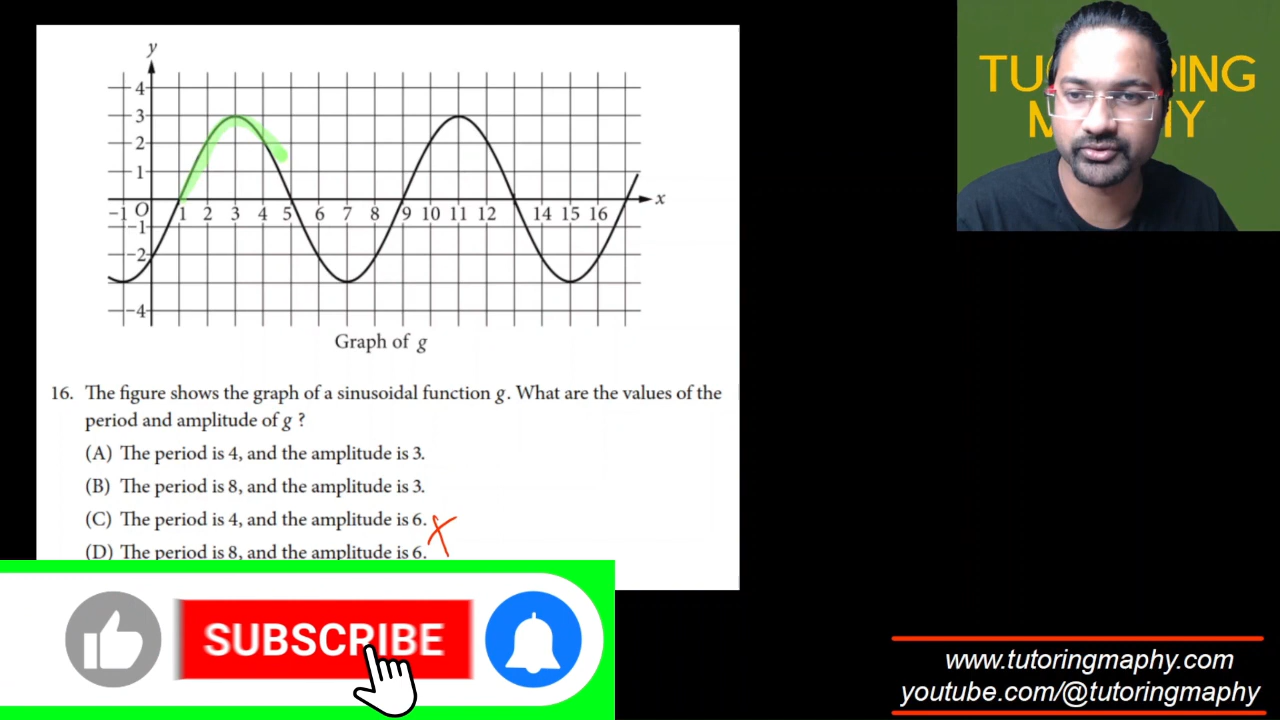 y
4
3
2
1
-1 O 1 2 3 4 5 6 7 8 9 10 11 12 14 15 16 x
-1
-2
-4
Graph of g
16. The figure shows the graph of a sinusoidal function g. What are the values of the
period and amplitude of g ?
(A) The period is 4, and the amplitude is 3.
(B) The period is 8, and the amplitude is 3.
(C) The period is 4, and the amplitude is 6.
(D) The period is 8, and the amplitude is 6.
SUBSCRIBE
www.tutoringmaphy.com
youtube.com/@tutoringmaphy